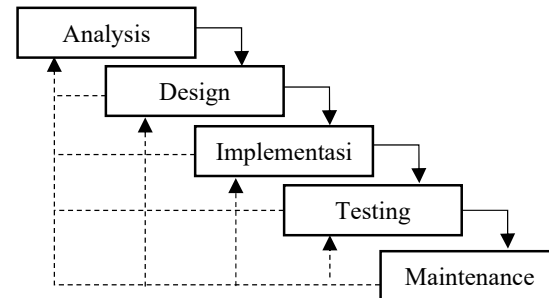 Analysis
Design
Implementasi
Testing
Maintenance